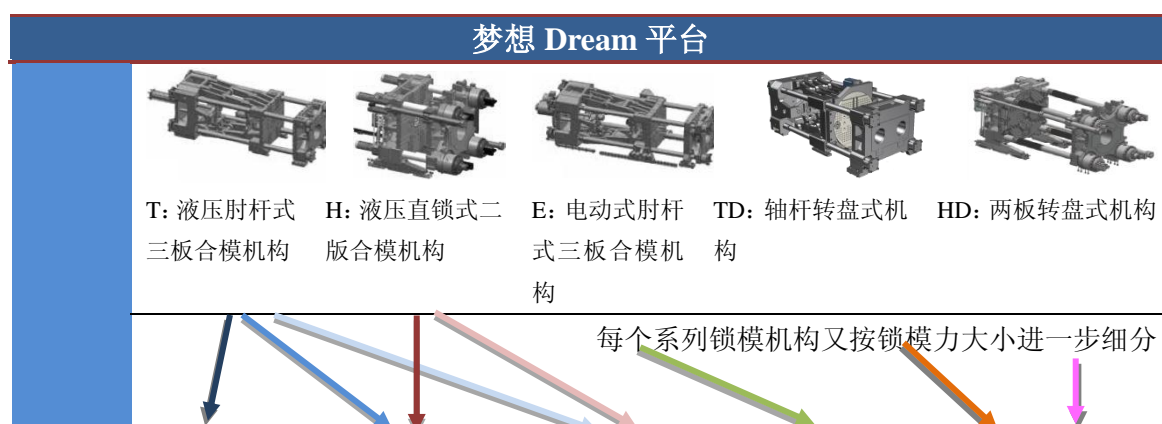 梦想 Dream 平台
T: 液压肘杆式
三板合模机构
H: 液压直锁式二
版合模机构
E: 电动式肘杆
式三板合模机
构
TD: 轴杆转盘式机
构
HD: 两板转盘式机构
每个系列锁模机构又按锁模力大小进一步细分